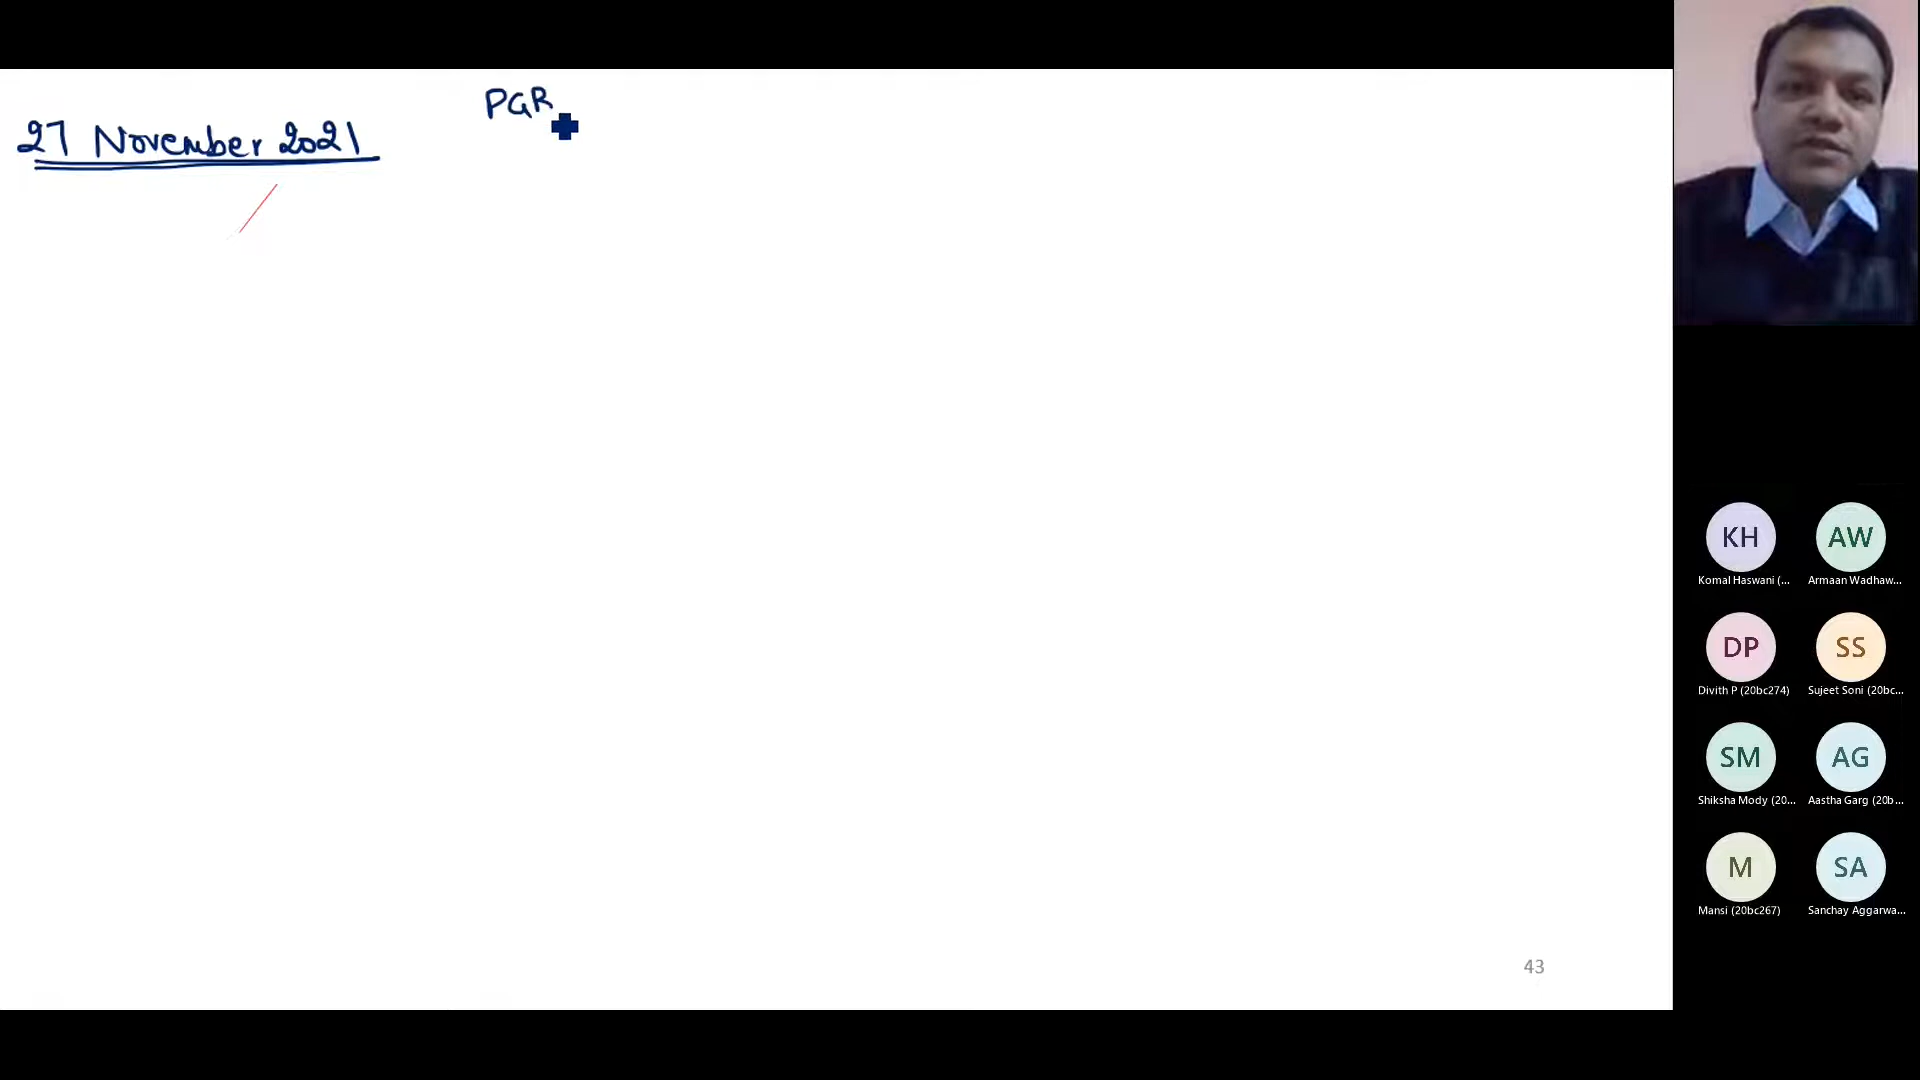 PGR
27 November 2021
KH
AW
Komal Haswani (...
Armaan Wadhaw...
DP
SS
Divith P (20bc274)
Sujeet Soni (20bc...
SM
AG
Shiksha Mody (20...
Aastha Garg (20b...
M
SA
Mansi (20bc267)
Sanchay Aggarwa...
43